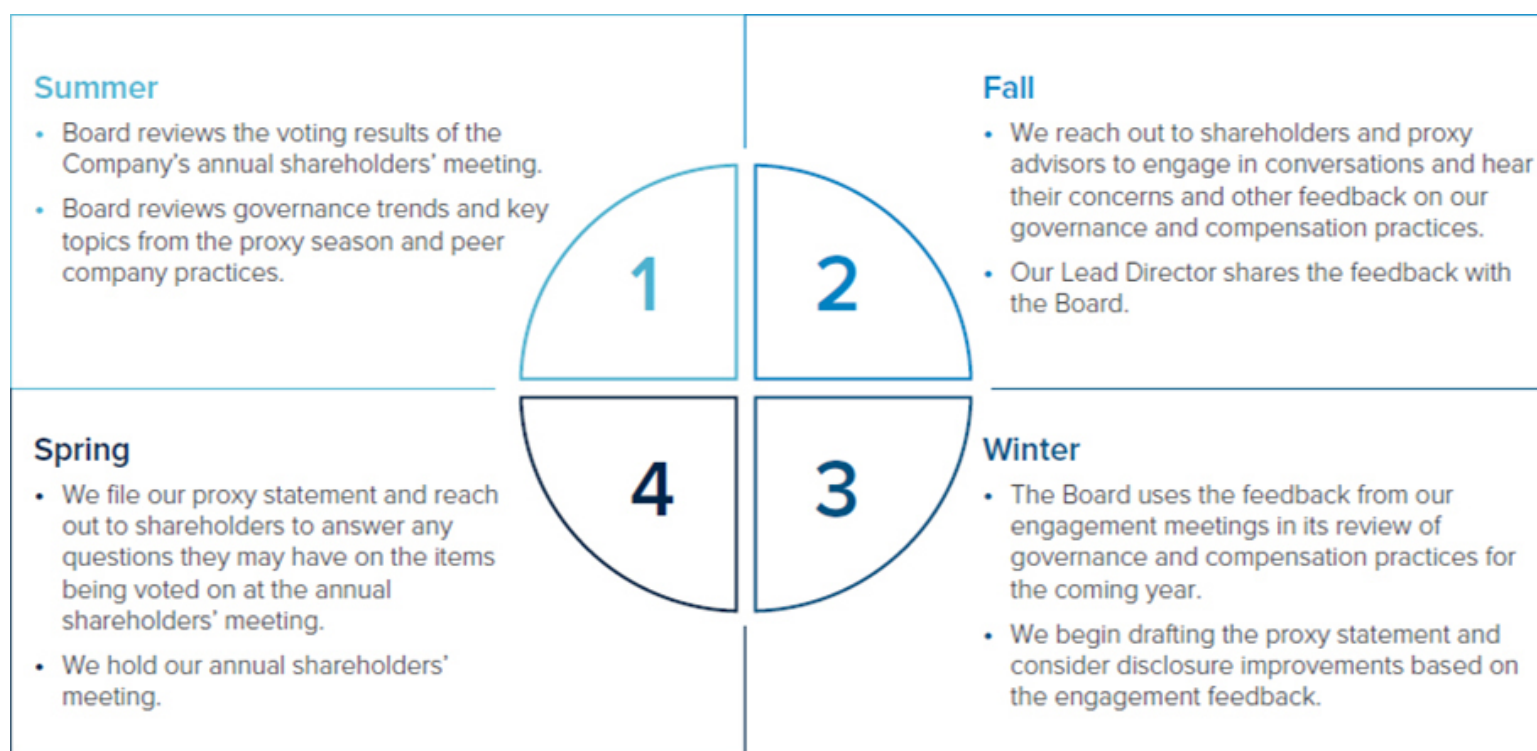 Summer
• Board reviews the voting results of the
Company's annual shareholders' meeting.
• Board reviews governance trends and key
topics from the proxy season and peer
company practices.
1
2
Fall
• We reach out to shareholders and proxy
advisors to engage in conversations and hear
their concerns and other feedback on our
governance and compensation practices.
• Our Lead Director shares the feedback with
the Board.
Spring
• We file our proxy statement and reach
out to shareholders to answer any
questions they may have on the items
being voted on at the annual
shareholders' meeting.
• We hold our annual shareholders'
meeting.
4
3
Winter
• The Board uses the feedback from our
engagement meetings in its review of
governance and compensation practices for
the coming year.
• We begin drafting the proxy statement and
consider disclosure improvements based on
the engagement feedback.